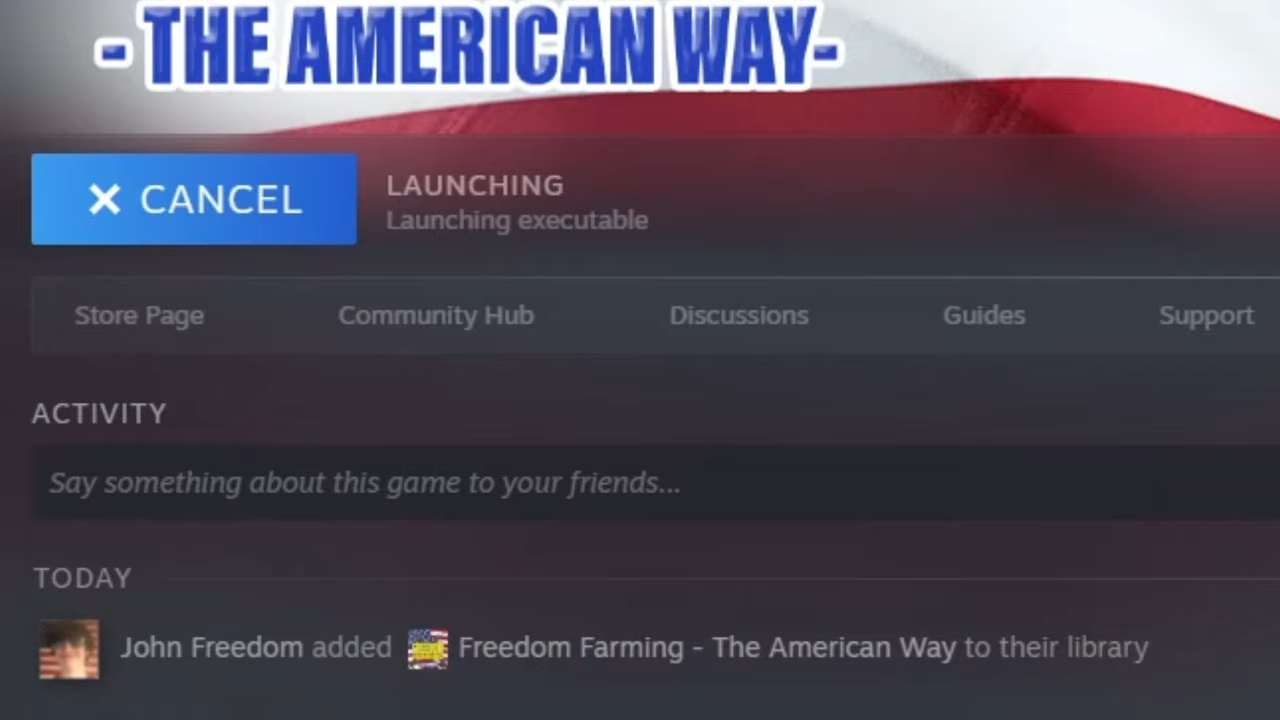 - THE AMERICAN WAY-
✕ CANCEL
LAUNCHING
Launching executable
Store Page Community Hub Discussions Guides Support
ACTIVITY
Say something about this game to your friends...
TODAY
John Freedom added Freedom Farming - The American Way to their library